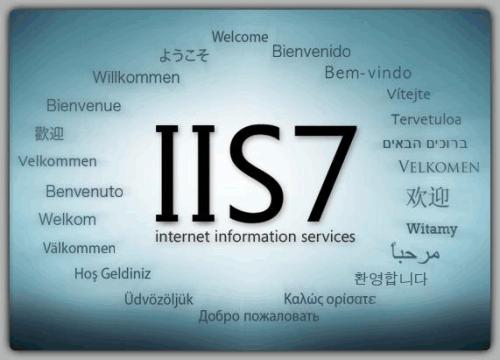 Welcome
ようこそ
Bienvenido
Willkommen
Bem-vindo
Vítejte
Bienvenue
Tervetuloa
歡迎
ברוכים הבאים
Velkommen
VELKOMEN
IIS7
Benvenuto
欢迎
Welkom
Witamy
internet information services
Välkommen
مرحباً
Hoş Geldiniz
환영합니다
Üdvözöljük
Καλώς ορίσατε
Добро пожаловать